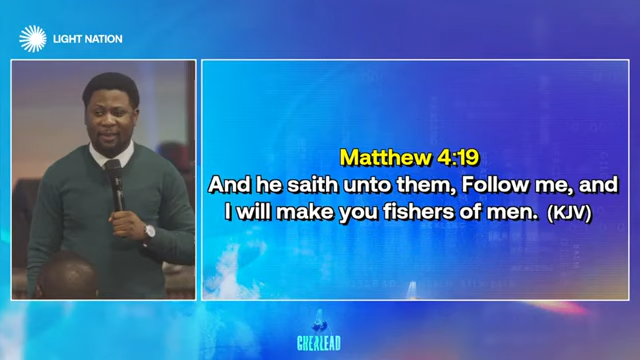 LIGHT NATION
Matthew 4:19
And he saith unto them, Follow me, and
I will make you fishers of men. (KJV)